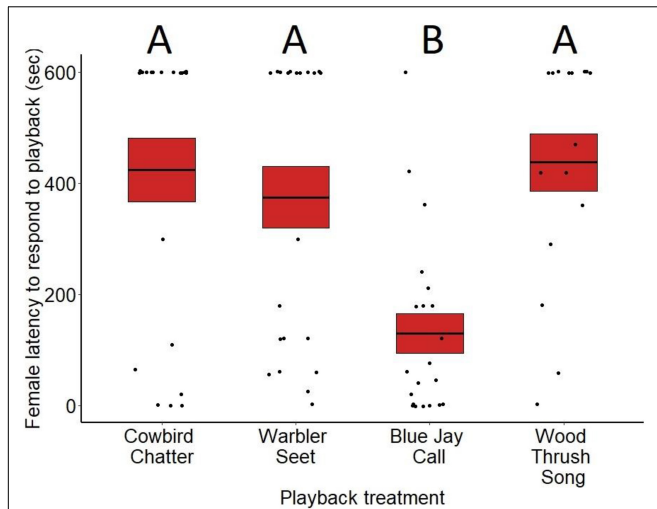 A A B A
Female latency to respond to playback (sec)
600
400
200
0
Cowbird Chatter
Warbler Seet
Blue Jay Call
Wood Thrush Song
Playback treatment